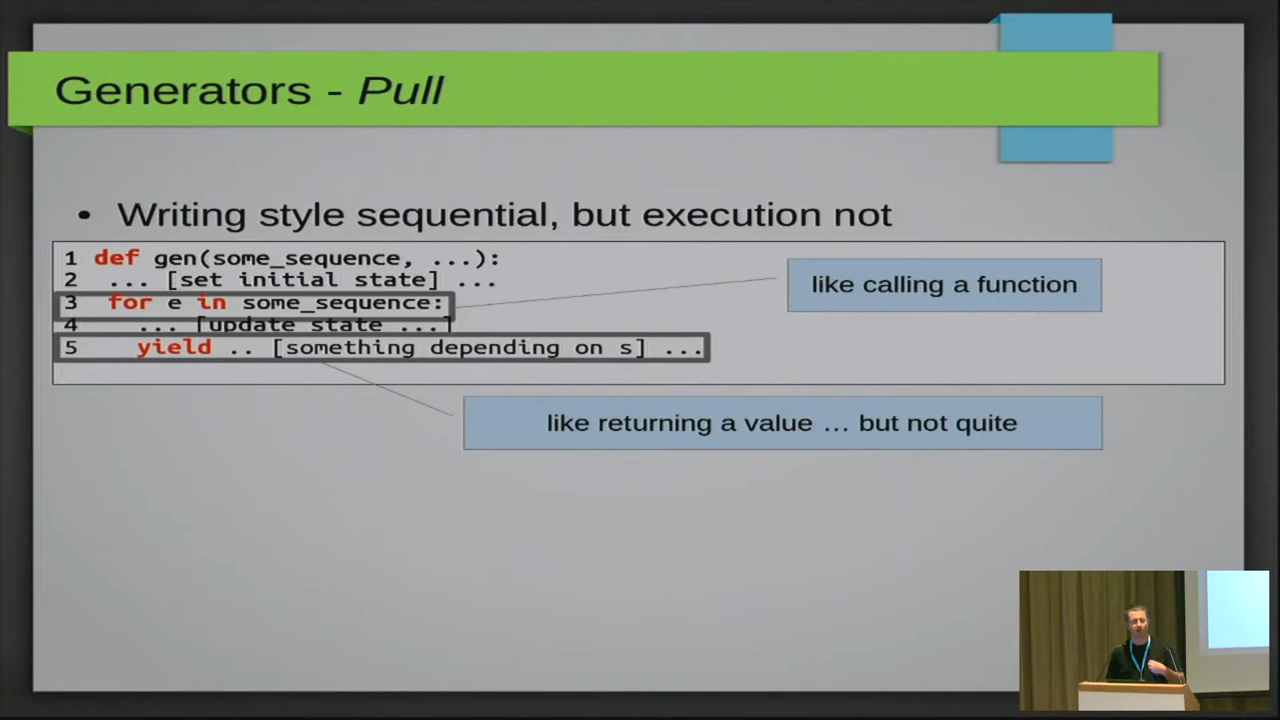 Generators - Pull
• Writing style sequential, but execution not
1 def gen(some_sequence, ...):
2 ... [set initial state] ...
3 for e in some_sequence:
4 ... [update state ...]
5 yield .. [something depending on s] ...
like calling a function
like returning a value ... but not quite